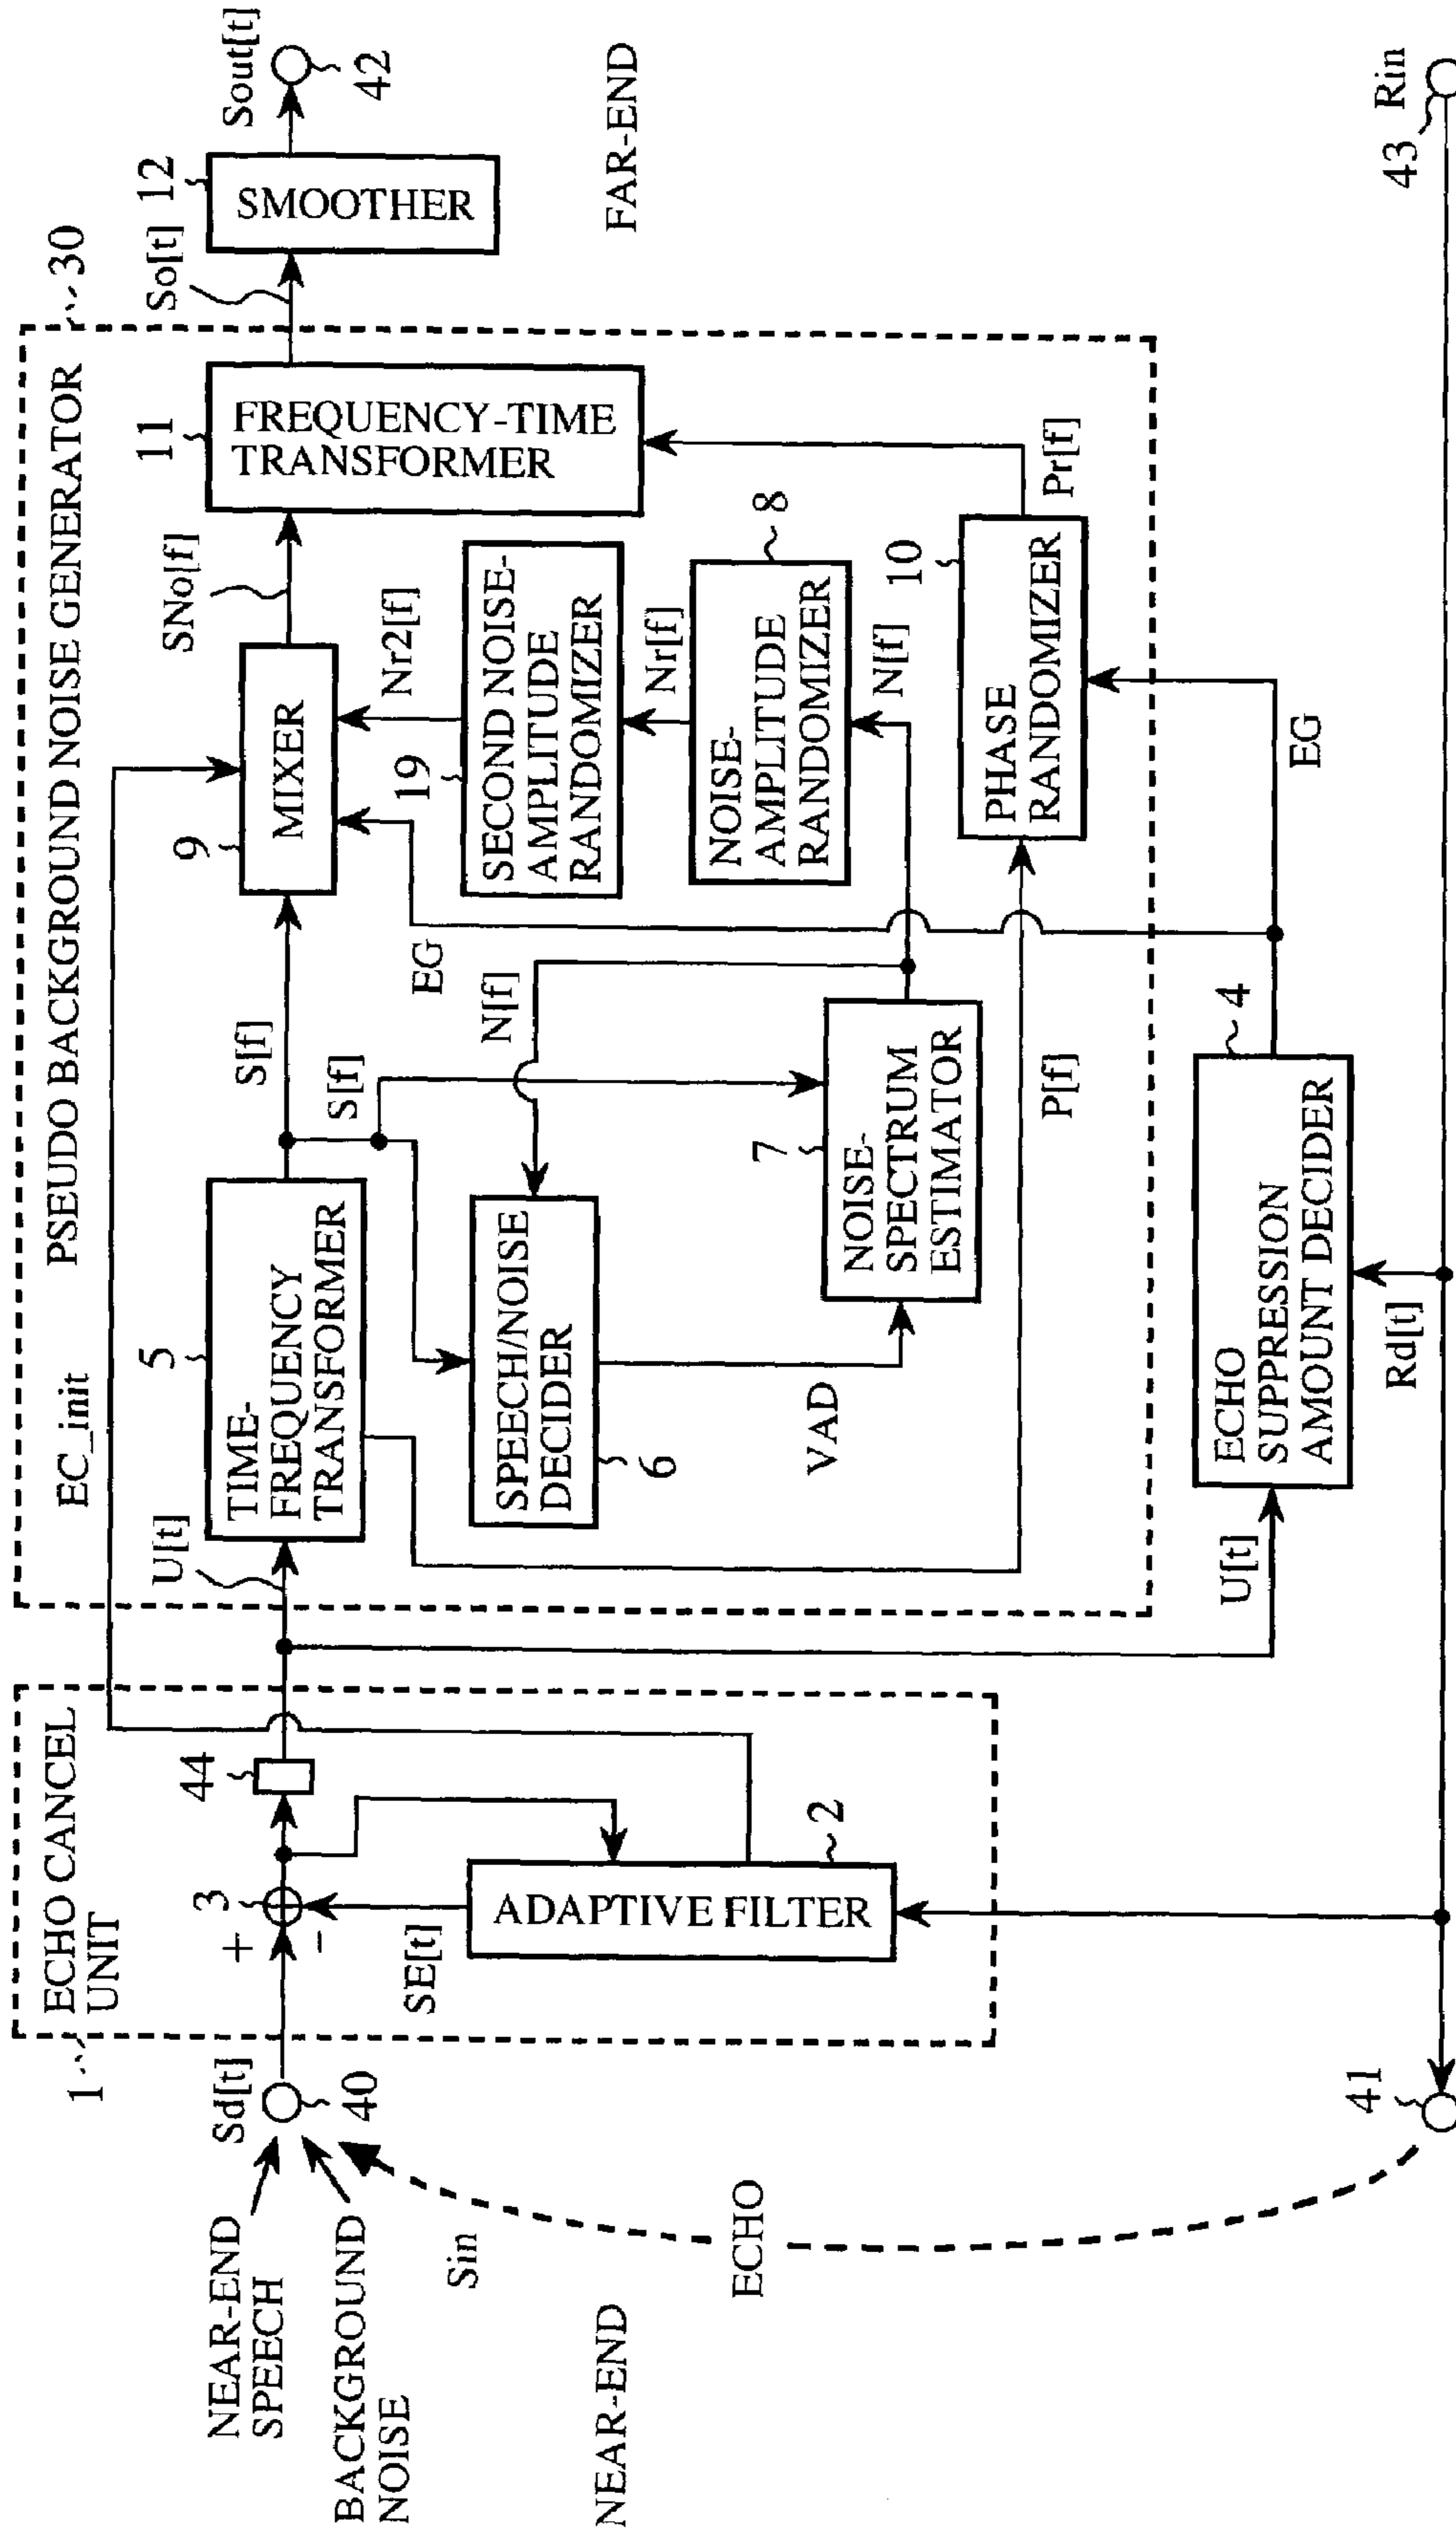 1
ECHO CANCEL
UNIT
EC_init
PSEUDO BACKGROUND NOISE GENERATOR
30
NEAR-END
SPEECH
BACKGROUND
NOISE
Sd[t]
40
Sin
NEAR-END
ECHO
+
-
3
44
SE[t]
ADAPTIVE FILTER
2
U[t]
5
TIME-
FREQUENCY
TRANSFORMER
S[f]
S[f]
SPEECH/NOISE
DECIDER
6
VAD
N[f]
7
NOISE-
SPECTRUM
ESTIMATOR
P[f]
EG
9
MIXER
SNo[f]
Nr2[f]
19
SECOND NOISE-
AMPLITUDE
RANDOMIZER
Nr[f]
NOISE-
AMPLITUDE
RANDOMIZER
8
N[f]
10
PHASE
RANDOMIZER
Pr[f]
11
FREQUENCY-TIME
TRANSFORMER
So[t]
12
SMOOTHER
Sout[t]
42
FAR-END
U[t]
ECHO
SUPPRESSION
AMOUNT DECIDER
4
EG
Rd[t]
41
43
Rin